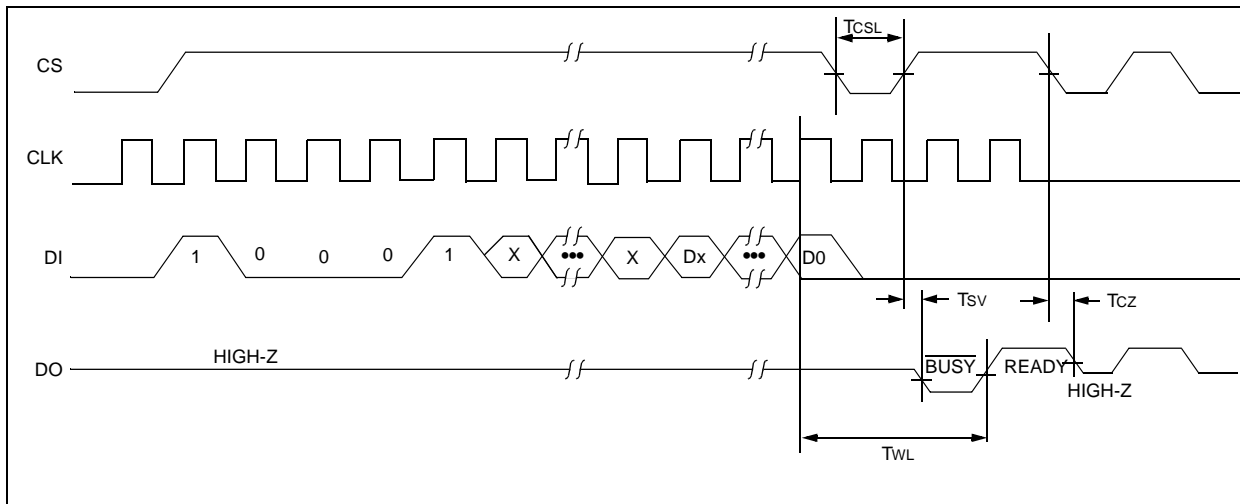 TCSL
CS
CLK
DI
1 0 0 0 1 X ••• X Dx ••• D0
TSV
TCZ
HIGH-Z
DO
BUSY
READY
HIGH-Z
TWL